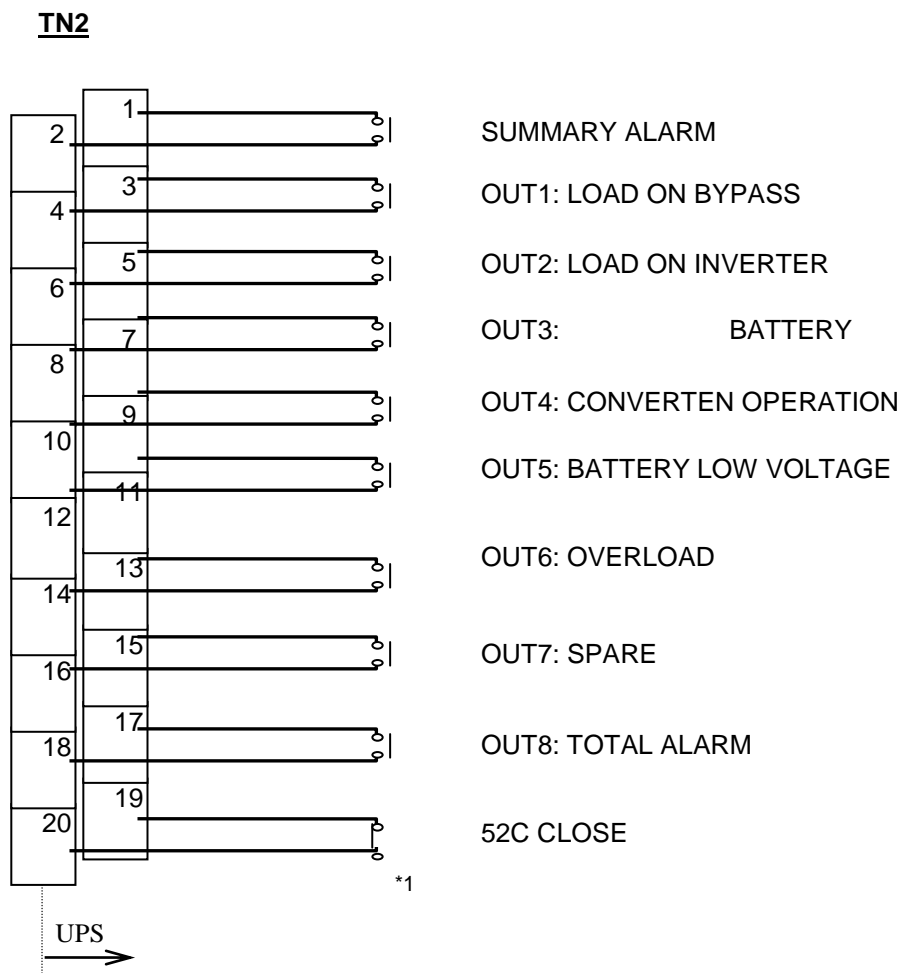 TN2
1
2
SUMMARY ALARM
3
4
OUT1: LOAD ON BYPASS
5
6
OUT2: LOAD ON INVERTER
7
8
OUT3: BATTERY
9
10
OUT4: CONVERTEN OPERATION
11
12
OUT5: BATTERY LOW VOLTAGE
13
14
OUT6: OVERLOAD
15
16
OUT7: SPARE
17
18
OUT8: TOTAL ALARM
19
20
52C CLOSE
*1
UPS